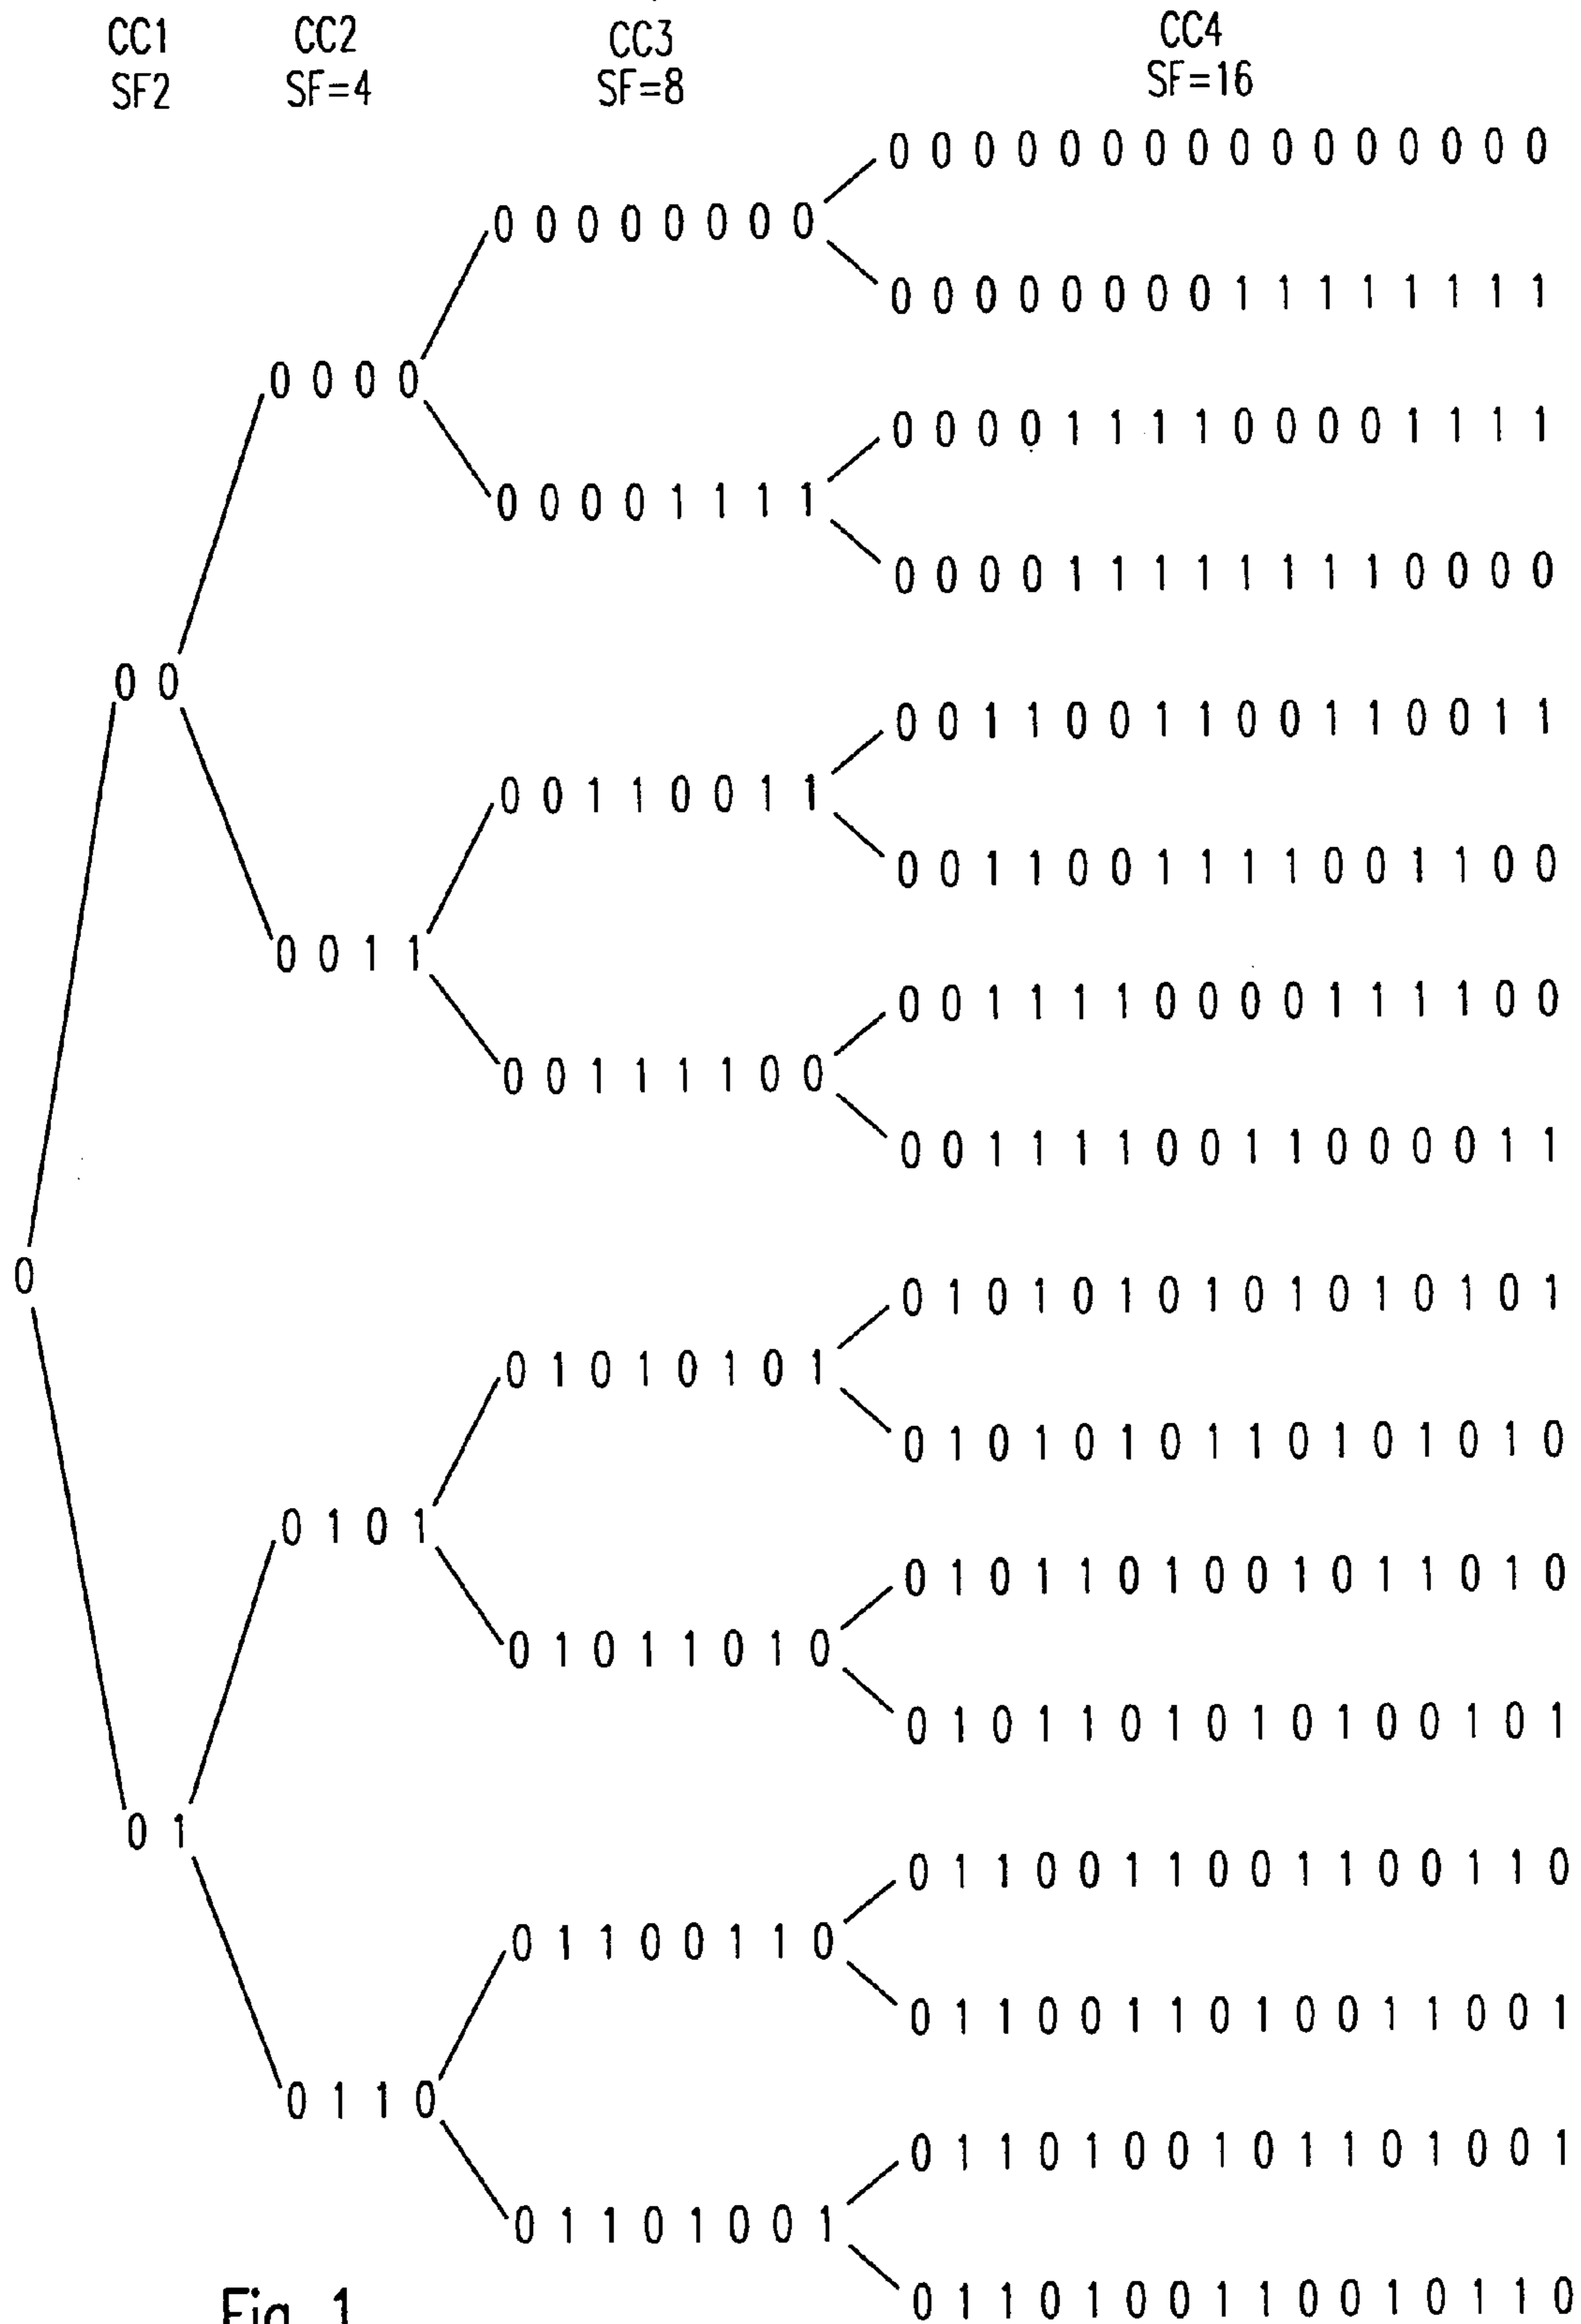 CC1 CC2 CC3 CC4
SF2 SF=4 SF=8 SF=16
0 0 0 0 0 0 0 0 0 0 0 0 0 0 0 0
0 0 0 0 0 0 0 0
0 0 0 0 0 0 0 0 1 1 1 1 1 1 1 1
0 0 0 0
0 0 0 0 1 1 1 1 0 0 0 0 1 1 1 1
0 0 0 0 1 1 1 1
0 0 0 0 1 1 1 1 1 1 1 1 0 0 0 0
0 0
0 0 1 1 0 0 1 1 0 0 1 1 0 0 1 1
0 0 1 1 0 0 1 1
0 0 1 1 0 0 1 1 1 1 0 0 1 1 0 0
0 0 1 1
0 0 1 1 1 1 0 0 0 0 1 1 1 1 0 0
0 0 1 1 1 1 0 0
0 0 1 1 1 1 0 0 1 1 0 0 0 0 1 1
0
0 1 0 1 0 1 0 1 0 1 0 1 0 1 0 1
0 1 0 1 0 1 0 1
0 1 0 1 0 1 0 1 1 0 1 0 1 0 1 0
0 1 0 1
0 1 0 1 1 0 1 0 0 1 0 1 1 0 1 0
0 1 0 1 1 0 1 0
0 1 0 1 1 0 1 0 1 0 1 0 0 1 0 1
0 1
0 1 1 0 0 1 1 0 0 1 1 0 0 1 1 0
0 1 1 0 0 1 1 0
0 1 1 0 0 1 1 0 1 0 0 1 1 0 0 1
0 1 1 0
0 1 1 0 1 0 0 1 0 1 1 0 1 0 0 1
0 1 1 0 1 0 0 1
0 1 1 0 1 0 0 1 1 0 0 1 0 1 1 0
Fig. 1